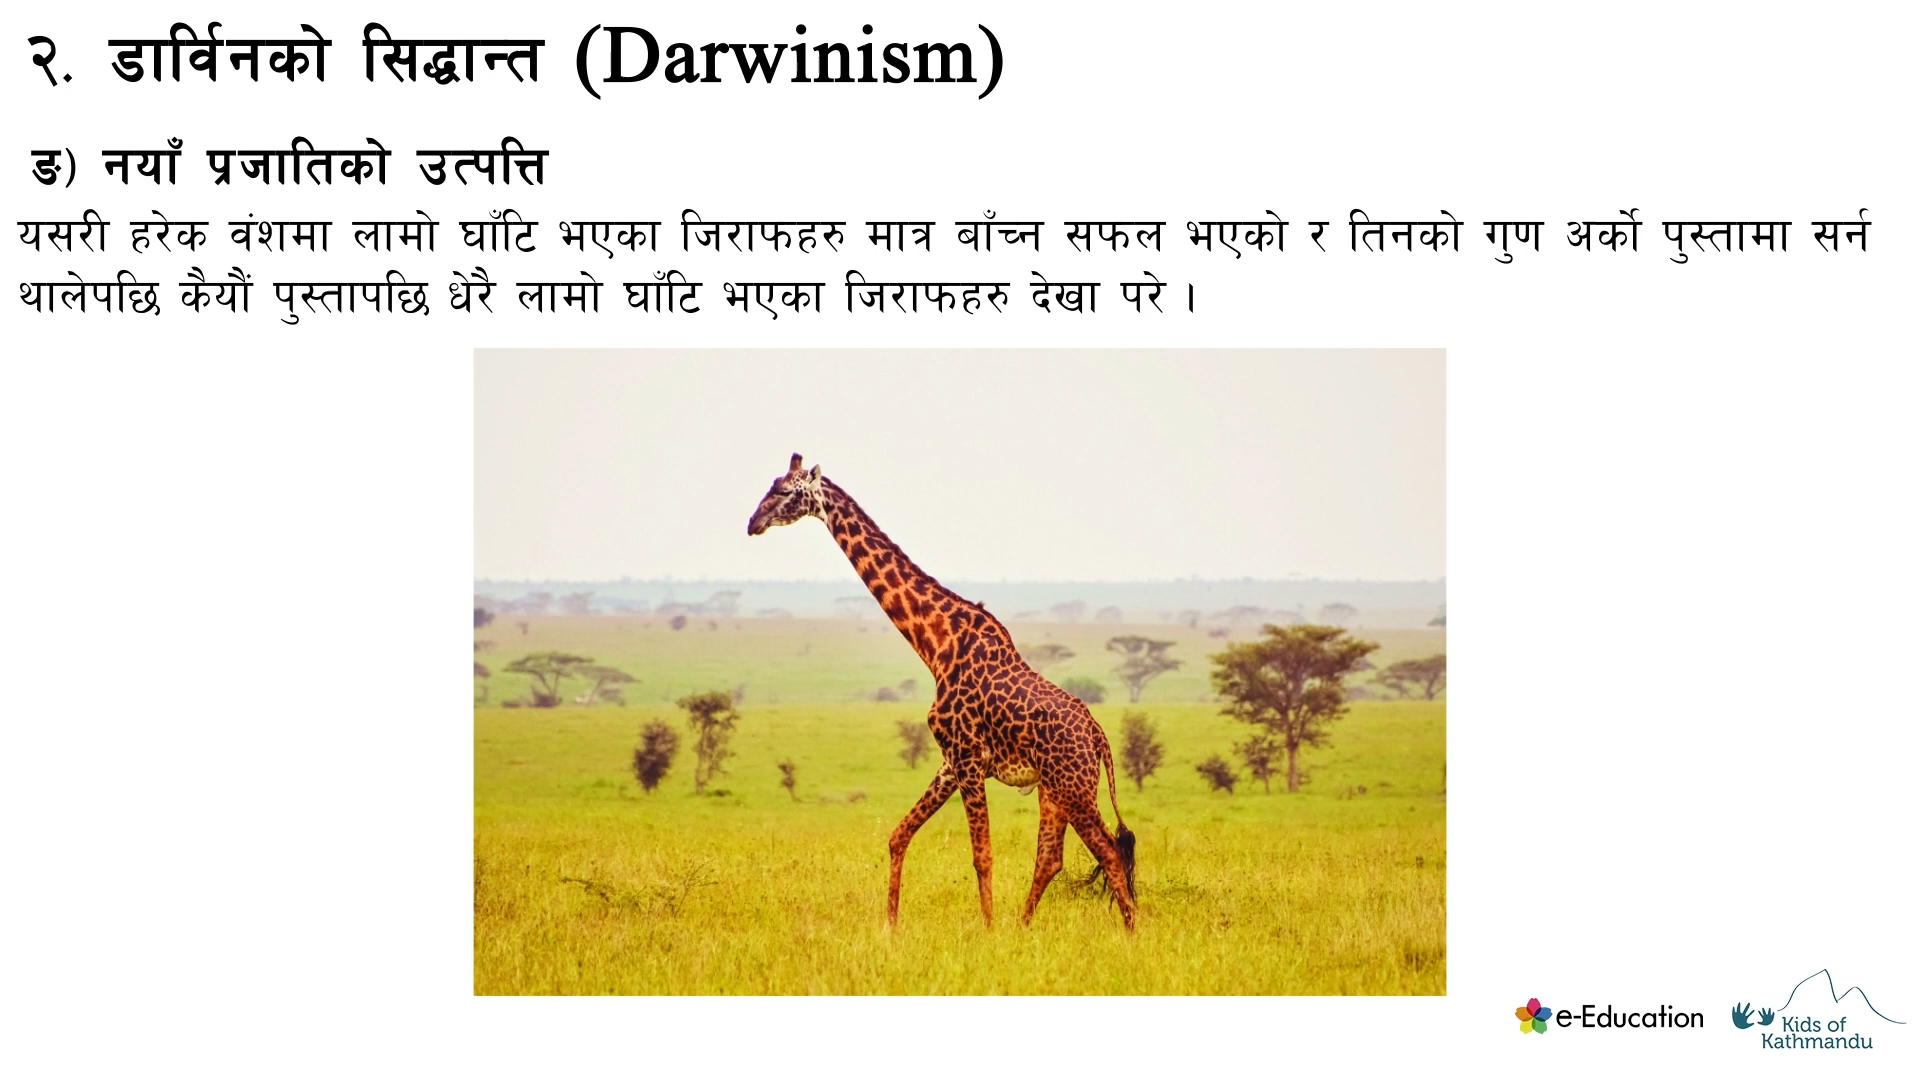 २. डार्विनको सिद्धान्त (Darwinism)
ङ) नयाँ प्रजातिको उत्पत्ति
यसरी हरेक वंशमा लामो घाँटि भएका जिराफहरु मात्र बाँच्न सफल भएको र तिनको गुण अर्को पुस्तामा सर्न
थालेपछि कैयौं पुस्तापछि धेरै लामो घाँटि भएका जिराफहरु देखा परे ।
e-Education
Kids of
Kathmandu